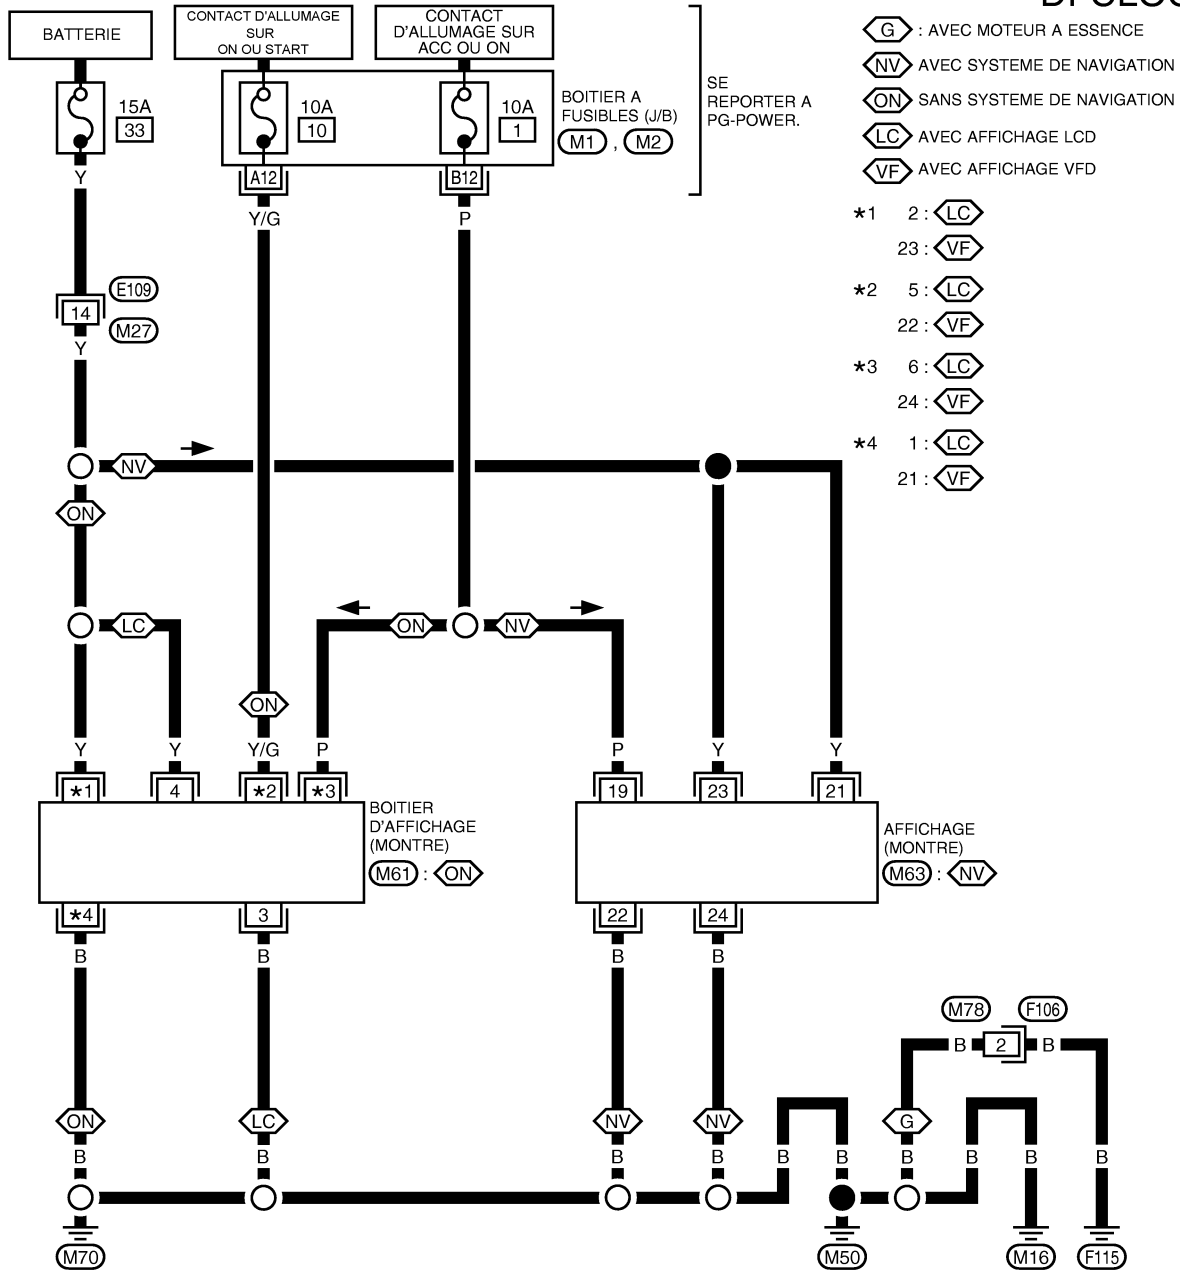 BATTERIE
CONTACT D'ALLUMAGE
SUR
ON OU START
CONTACT
D'ALLUMAGE SUR
ACC OU ON
G : AVEC MOTEUR A ESSENCE
NV AVEC SYSTEME DE NAVIGATION
ON SANS SYSTEME DE NAVIGATION
LC AVEC AFFICHAGE LCD
VF AVEC AFFICHAGE VFD
15A
33
10A
10
10A
1
BOITIER A
FUSIBLES (J/B)
M1 , M2
SE
REPORTER A
PG-POWER.
Y
A12
B12
Y/G
P
*1 2 : LC
23 : VF
*2 5 : LC
22 : VF
*3 6 : LC
24 : VF
*4 1 : LC
21 : VF
E109
14
M27
Y
NV
ON
LC
ON
NV
ON
Y
Y
Y/G
P
P
Y
Y
*1
4
*2
*3
19
23
21
BOITIER
D'AFFICHAGE
(MONTRE)
M61 : ON
AFFICHAGE
(MONTRE)
M63 : NV
*4
3
22
24
B
B
B
B
M78
F106
B
2
B
ON
LC
NV
NV
G
B
B
B
B
B
B
B
B
B
B
M70
M50
M16
F115